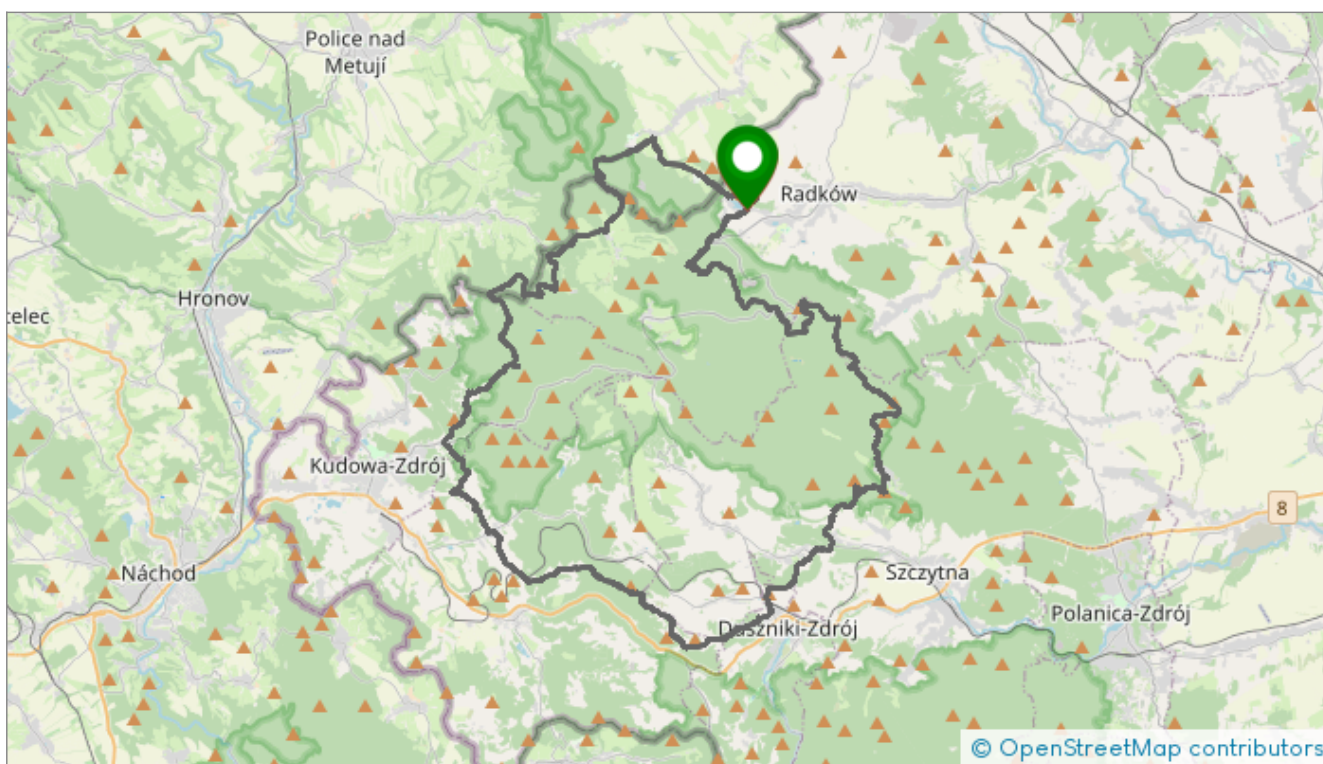 Police nad
Metují
Radków
Hronov
telec
Kudowa-Zdrój
8
Náchod
Szczytna
Polanica-Zdrój
Duszniki-Zdrój
© OpenStreetMap contributors